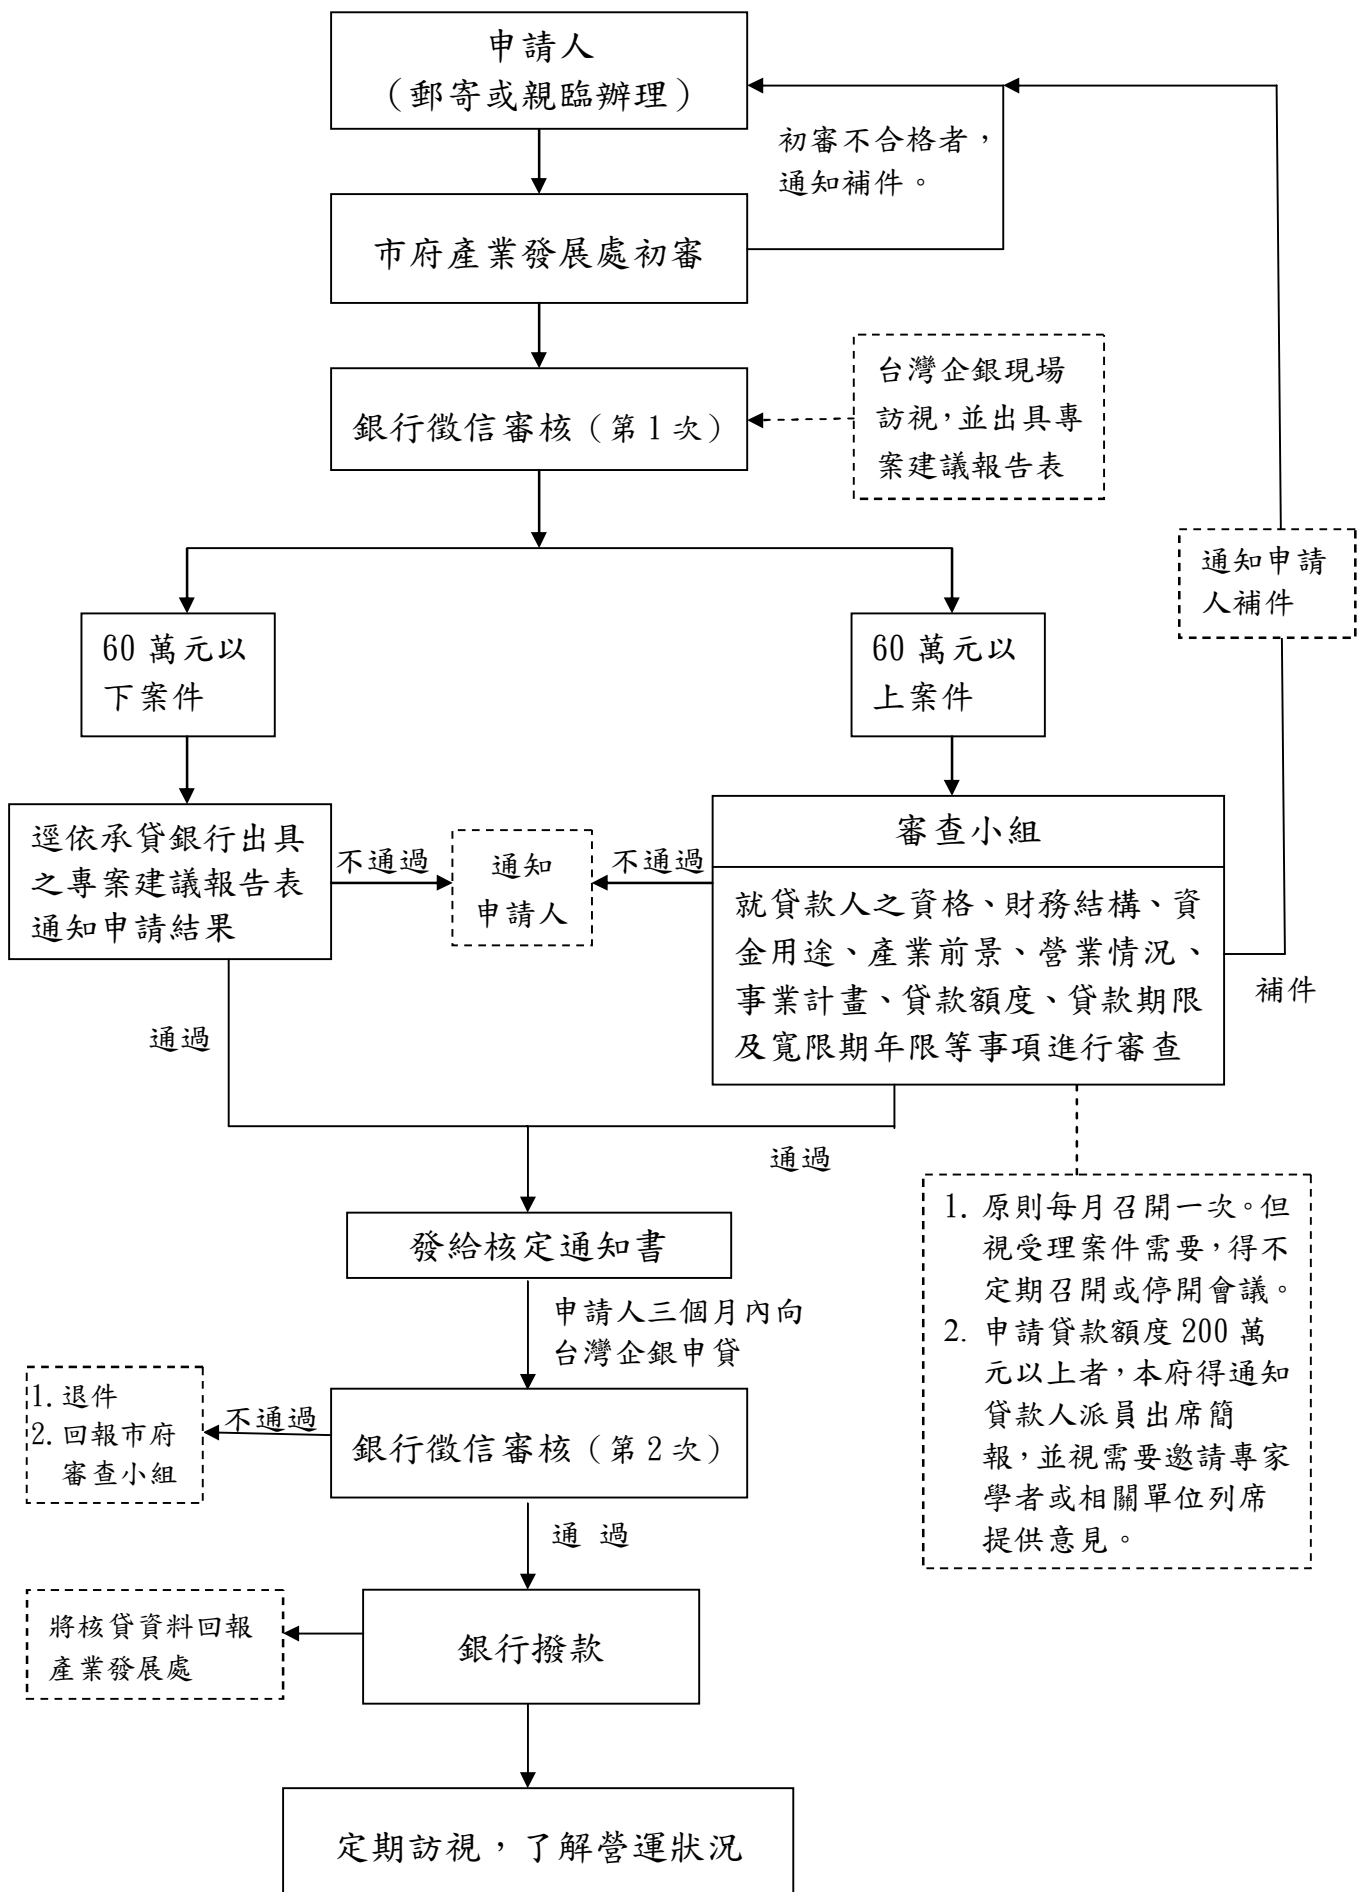 申請人
（郵寄或親臨辦理）
初審不合格者，
通知補件。
市府產業發展處初審
銀行徵信審核（第1次）
台灣企銀現場
訪視，並出具專
案建議報告表
通知申請
人補件
60 萬元以
下案件
60 萬元以
上案件
逕依承貸銀行出具
之專案建議報告表
通知申請結果
不通過
通知
申請人
不通過
審查小組
就貸款人之資格、財務結構、資
金用途、產業前景、營業情況、
事業計畫、貸款額度、貸款期限
及寬限期年限等事項進行審查
補件
通過
通過
1. 原則每月召開一次。但
視受理案件需要，得不
定期召開或停開會議。
2. 申請貸款額度 200 萬
元以上者，本府得通知
貸款人派員出席簡
報，並視需要邀請專家
學者或相關單位列席
提供意見。
發給核定通知書
申請人三個月內向
台灣企銀申貸
1. 退件
2. 回報市府
審查小組
不通過
銀行徵信審核（第2次）
通 過
將核貸資料回報
產業發展處
銀行撥款
定期訪視，了解營運狀況